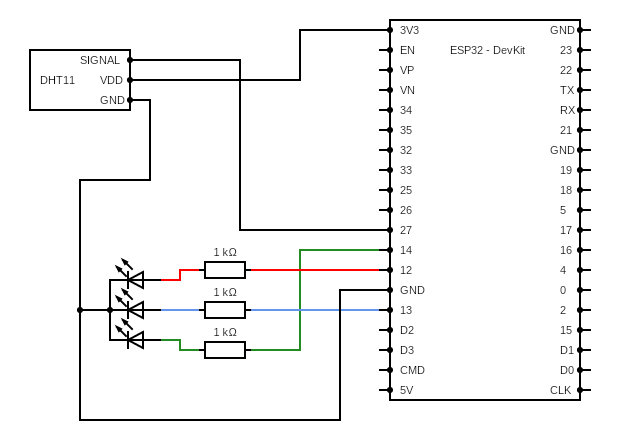 DHT11
SIGNAL
VDD
GND
1 kΩ
1 kΩ
1 kΩ
ESP32 - DevKit
3V3
EN
VP
VN
34
35
32
33
25
26
27
14
12
GND
13
D2
D3
CMD
5V
GND
23
22
TX
RX
21
GND
19
18
5
17
16
4
0
2
15
D1
D0
CLK